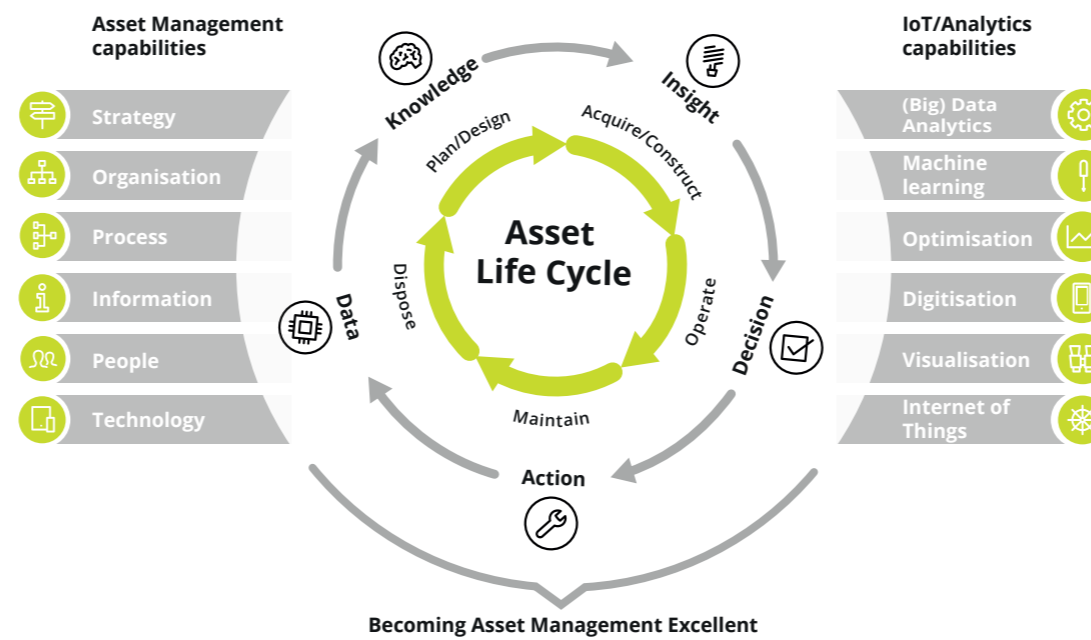 Asset Management
capabilities
Strategy
Organisation
Process
Information
People
Technology
Knowledge
Insight
Decision
Action
Data
Plan/Design
Acquire/Construct
Operate
Maintain
Dispose
Asset
Life Cycle
IoT/Analytics
capabilities
(Big) Data
Analytics
Machine
learning
Optimisation
Digitisation
Visualisation
Internet of
Things
Becoming Asset Management Excellent